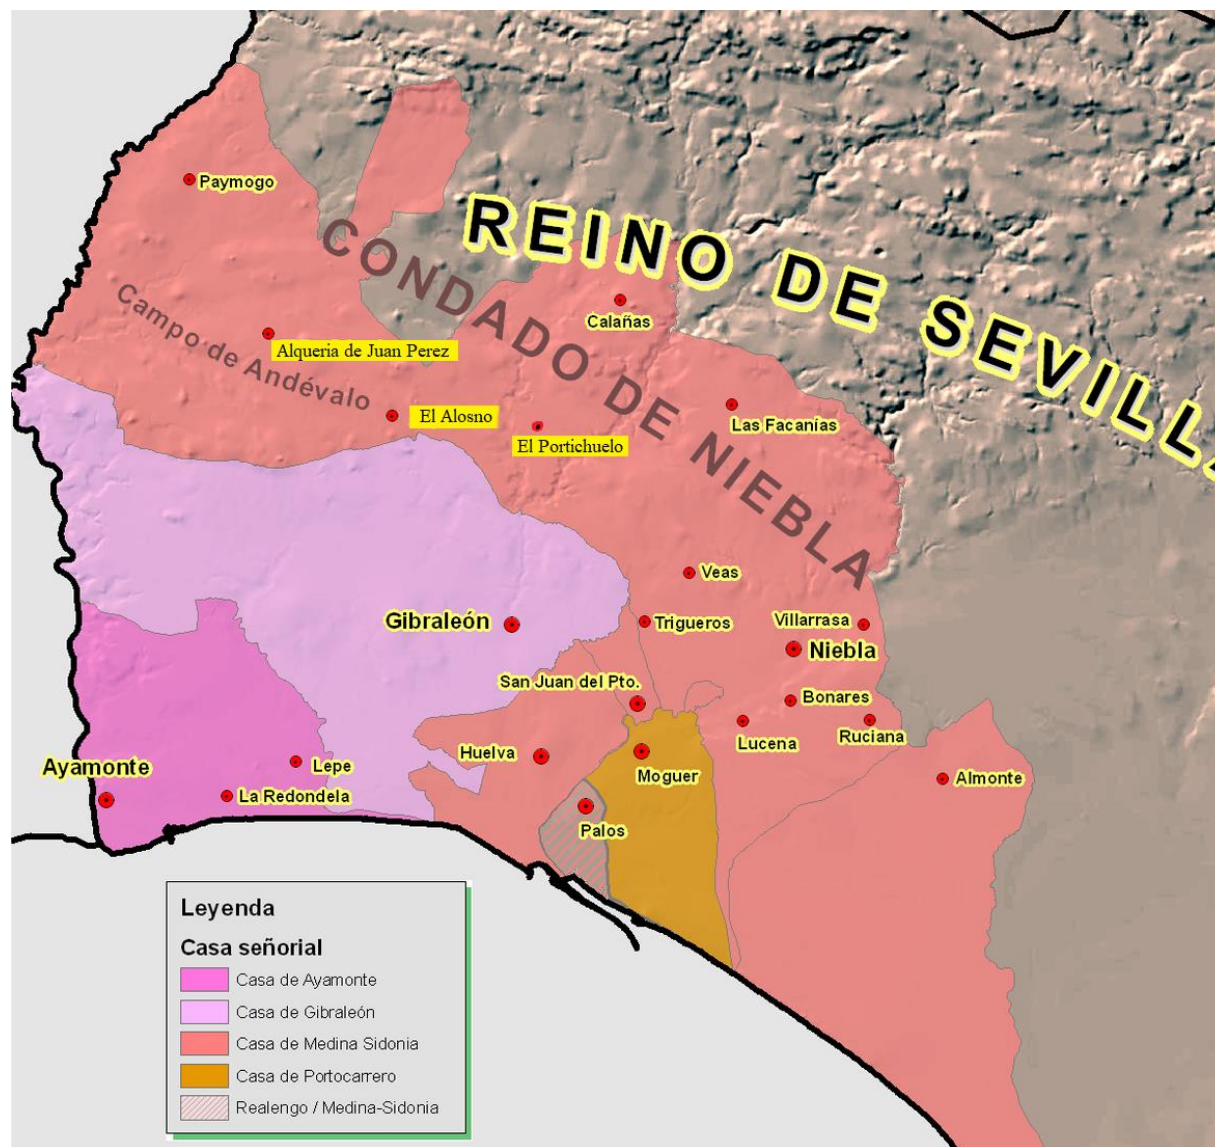 Paymogo
REINO DE SEVILL
CONDADO DE NIEBLA
Campo de Andévalo
Calañas
Alqueria de Juan Perez
El Alosno
El Portichuelo
Las Facanías
Veas
Gibraleón
Trigueros
Villarrasa
Niebla
San Juan del Pto.
Bonares
Lucena
Ruciana
Huelva
Moguer
Ayamonte
Lepe
La Redondela
Almonte
Palos
Leyenda
Casa señorial
Casa de Ayamonte
Casa de Gibraleón
Casa de Medina Sidonia
Casa de Portocarrero
Realengo / Medina-Sidonia